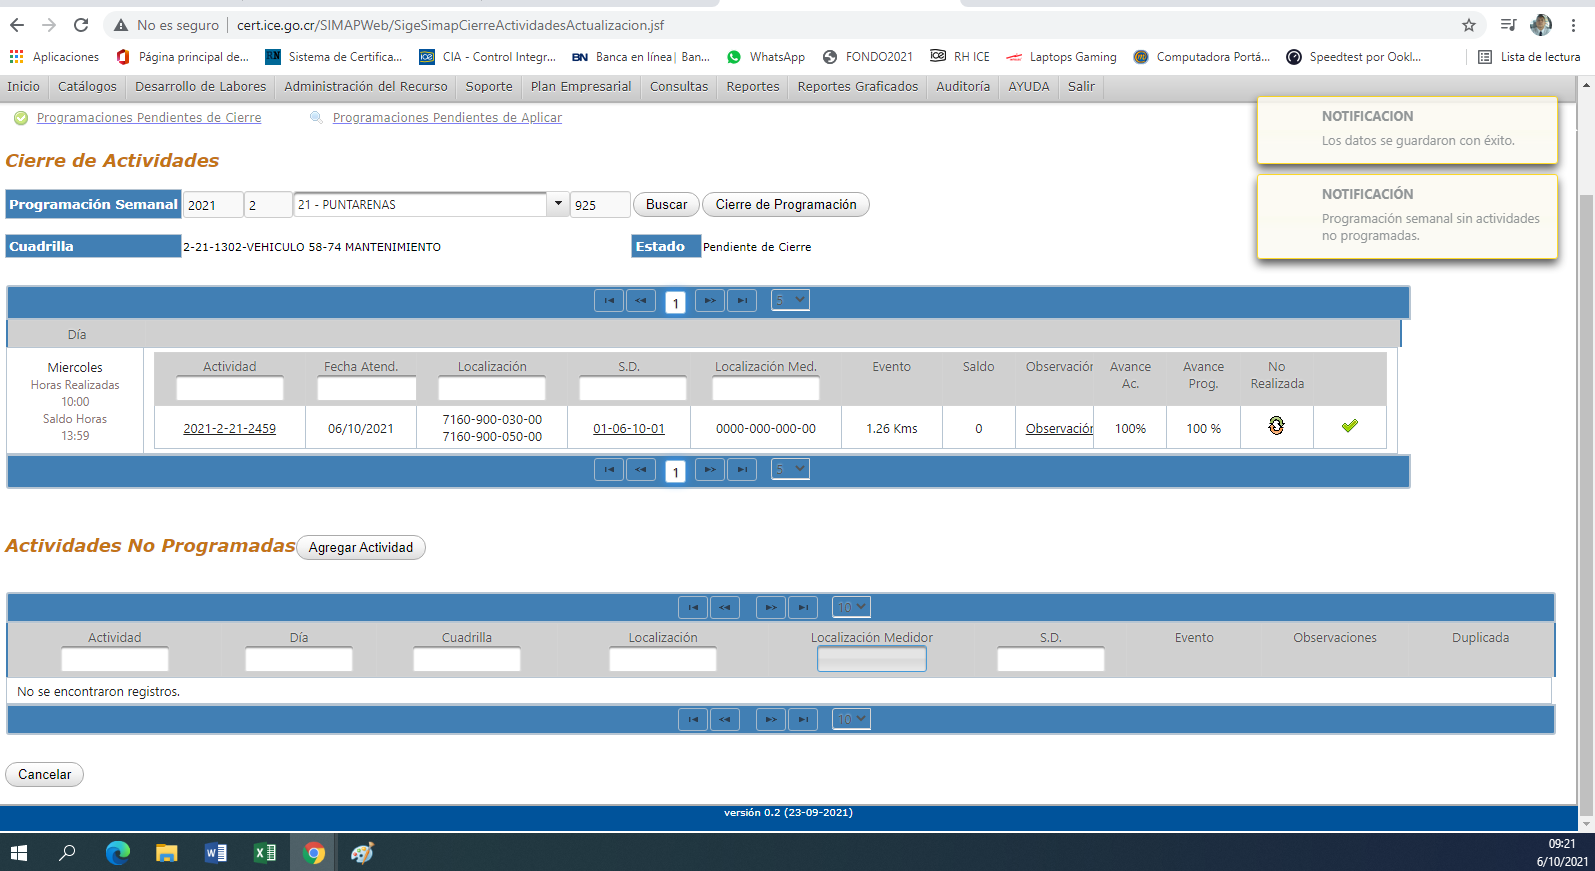 No es seguro | cert.ice.go.cr/SIMAPWeb/SigeSimapCierreActividadesActualizacion.jsf
Aplicaciones Página principal de... Sistema de Certifica... CIA - Control Integr... Banca en línea| Ban... WhatsApp FONDO2021 RH ICE Laptops Gaming Computadora Portá... Speedtest por Ookl... Lista de lectura
Inicio Catálogos Desarrollo de Labores Administración del Recurso Soporte Plan Empresarial Consultas Reportes Reportes Graficados Auditoría AYUDA Salir
Programaciones Pendientes de Cierre Programaciones Pendientes de Aplicar
NOTIFICACION
Los datos se guardaron con éxito.
NOTIFICACIÓN
Programación semanal sin actividades
no programadas.
Cierre de Actividades
Programación Semanal 2021 2 21 - PUNTARENAS 925 Buscar Cierre de Programación
Cuadrilla 2-21-1302-VEHICULO 58-74 MANTENIMIENTO Estado Pendiente de Cierre
1 5
Día
Miercoles
Horas Realizadas
10:00
Saldo Horas
13:59
Actividad Fecha Atend. Localización S.D. Localización Med. Evento Saldo Observación Avance Ac. Avance Prog. No Realizada
2021-2-21-2459 06/10/2021 7160-900-030-00 7160-900-050-00 01-06-10-01 0000-000-000-00 1.26 Kms 0 Observación 100% 100 %
1 5
Actividades No Programadas Agregar Actividad
10
Actividad Día Cuadrilla Localización Localización Medidor S.D. Evento Observaciones Duplicada
No se encontraron registros.
10
Cancelar
versión 0.2 (23-09-2021)
09:21
6/10/2021